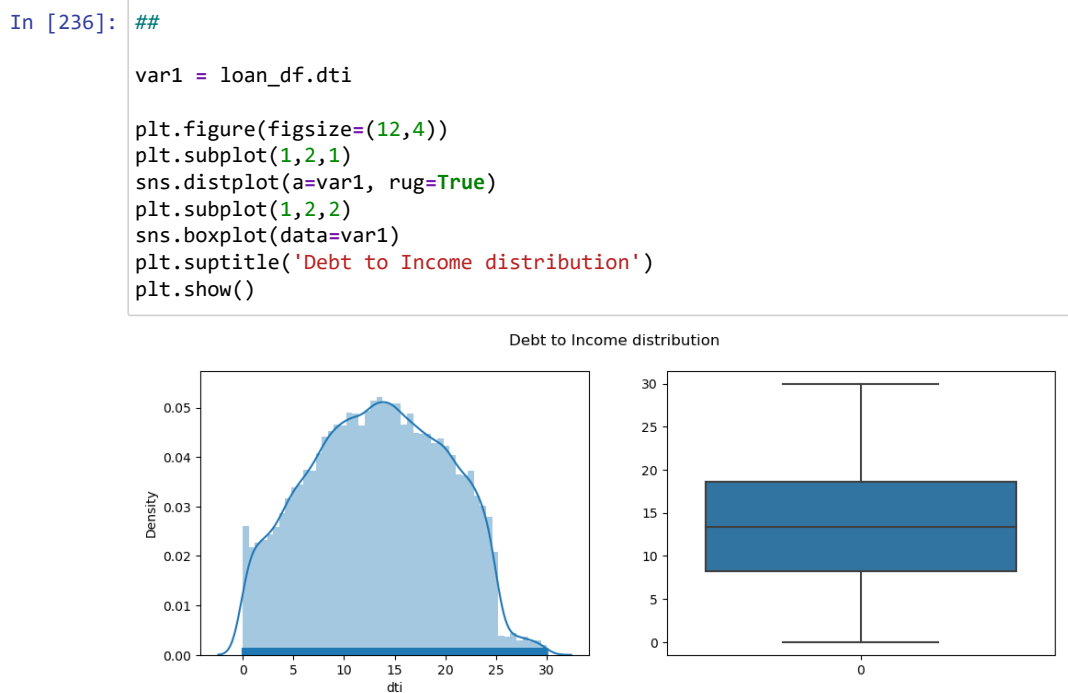 In [236]: ##
var1 = loan_df.dti
plt.figure(figsize=(12,4))
plt.subplot(1,2,1)
sns.distplot(a=var1, rug=True)
plt.subplot(1,2,2)
sns.boxplot(data=var1)
plt.suptitle('Debt to Income distribution')
plt.show()
Debt to Income distribution
0.05
0.04
0.03
0.02
0.01
0.00
Density
0 5 10 15 20 25 30
dti
30
25
20
15
10
5
0
0